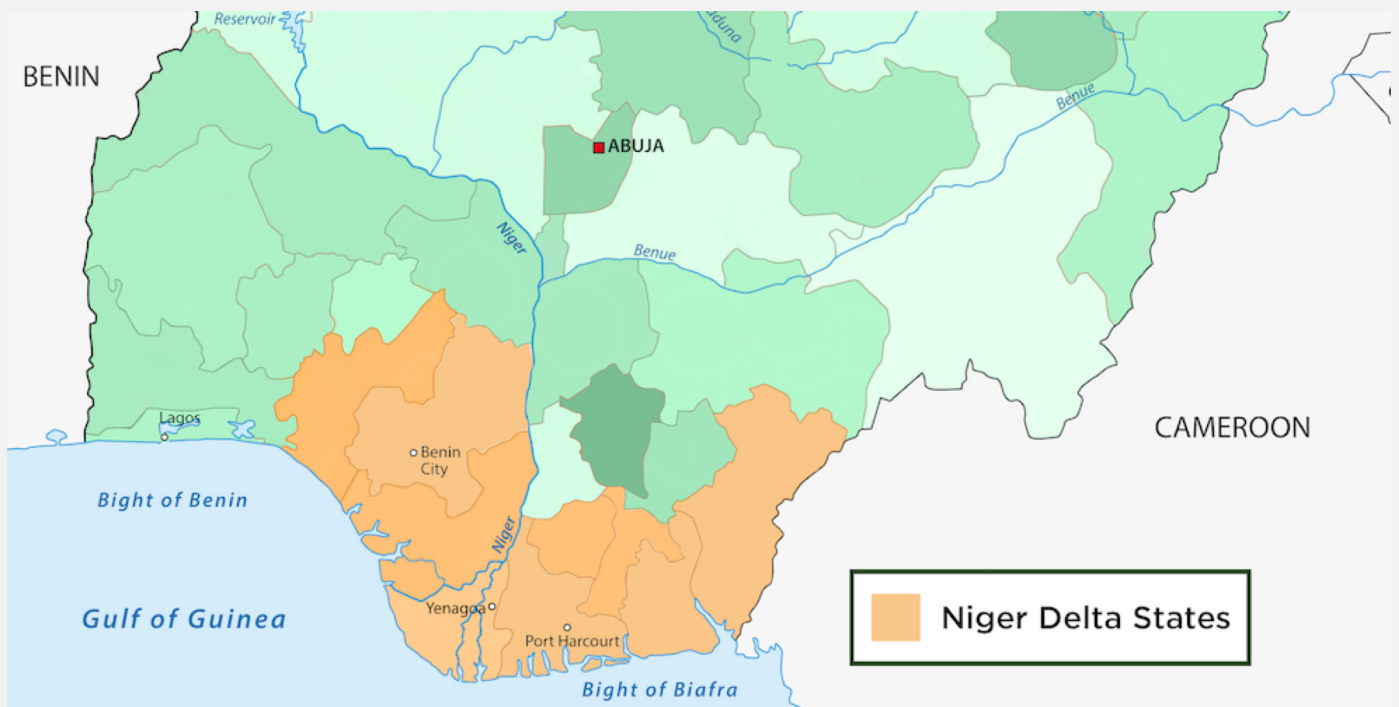 Reservoir
BENIN
Benue
ABUJA
Niger
Benue
Lagos
Benin
City
CAMEROON
Bight of Benin
Niger
Gulf of Guinea
Yenagoa
Port Harcourt
Niger Delta States
Bight of Biafra